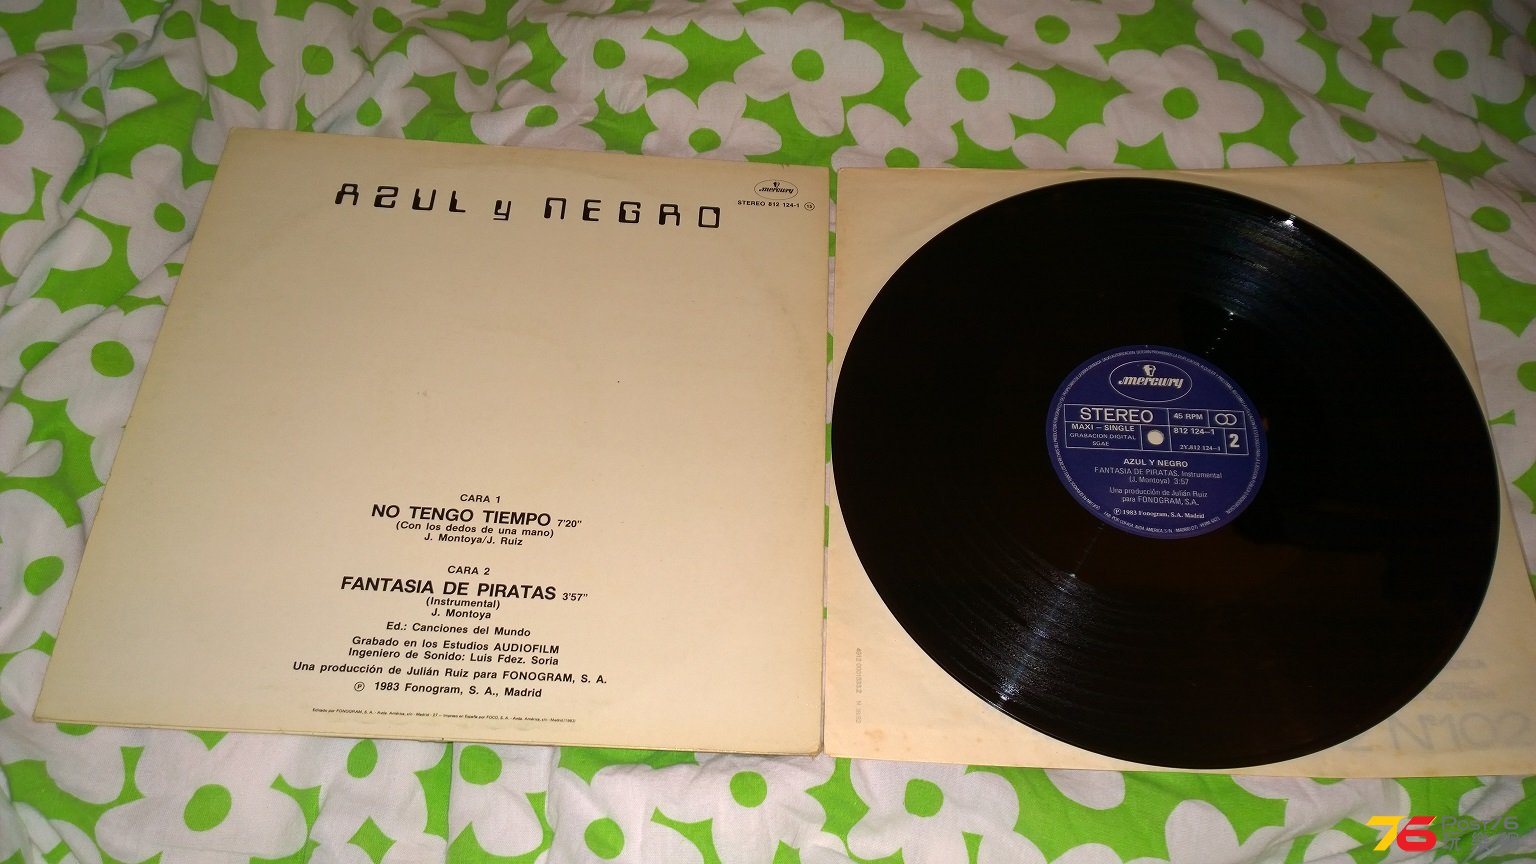 AZUL y NEGRO
mercury
STEREO 812 124-1
CARA 1
NO TENGO TIEMPO 7'20"
(Con los dedos de una mano)
J. Montoya/J. Ruiz
CARA 2
FANTASIA DE PIRATAS 3'57"
(Instrumental)
J. Montoya
Ed.: Canciones del Mundo
Grabado en los Estudios AUDIOFILM
Ingeniero de Sonido: Luis Fdez. Soria
Una producción de Julián Ruiz para FONOGRAM, S. A.
Ⓟ 1983 Fonogram, S. A., Madrid
mercury
STEREO 45 RPM
MAXI – SINGLE 812 124–1
GRABACION DIGITAL
SGAE 2Y.812 124–1 2
AZUL Y NEGRO
FANTASIA DE PIRATAS. Instrumental
(J. Montoya) 3:57
Una producción de Julián Ruiz
para FONOGRAM, S.A.
Ⓟ 1983 Fonogram, S.A. Madrid
76 Post76